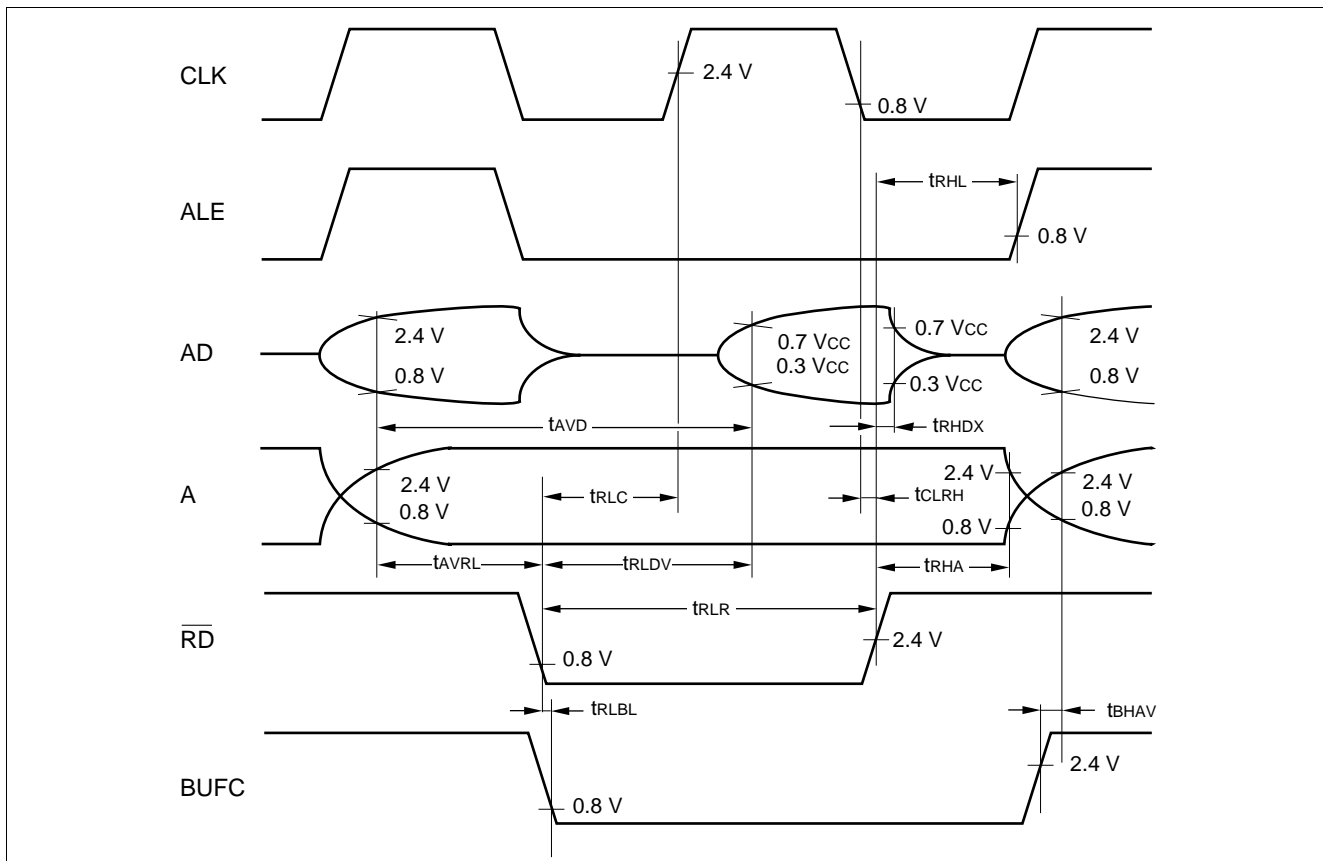 CLK
2.4 V
0.8 V
tRHL
ALE
0.8 V
AD
2.4 V
0.8 V
0.7 VCC
0.3 VCC
0.7 VCC
0.3 VCC
2.4 V
0.8 V
tAVD
tRHDX
A
2.4 V
0.8 V
tRLC
tCLRH
2.4 V
0.8 V
2.4 V
0.8 V
tAVRL
tRLDV
tRHA
tRLR
RD
0.8 V
2.4 V
tRLBL
tBHAV
BUFC
0.8 V
2.4 V